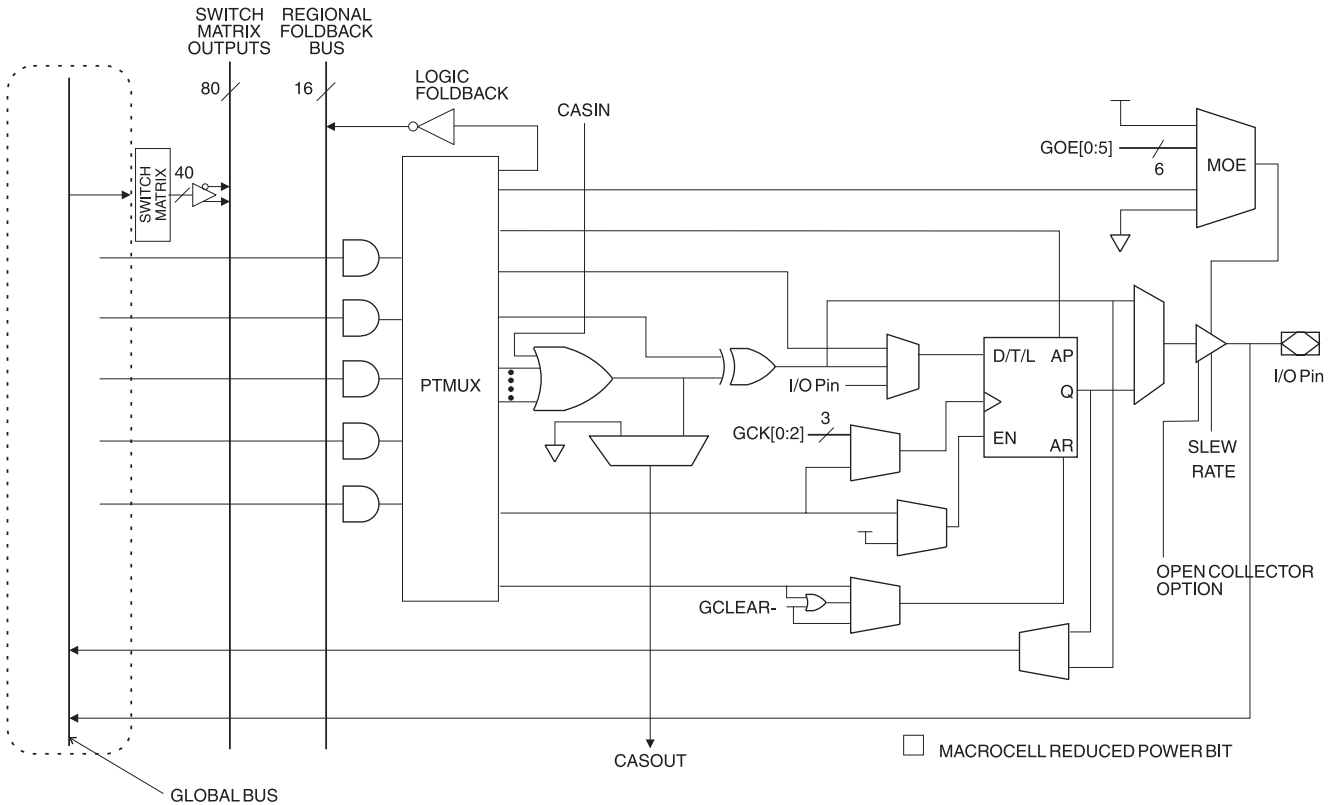 SWITCH
MATRIX
OUTPUTS
REGIONAL
FOLDBACK
BUS
80
16
LOGIC
FOLDBACK
CASIN
GOE[0:5]
6
MOE
SWITCH
MATRIX
40
PTMUX
D/T/L
AP
Q
EN
AR
I/O Pin
I/O Pin
GCK[0:2]
3
SLEW
RATE
OPEN COLLECTOR
OPTION
GCLEAR-
CASOUT
MACROCELL REDUCED POWER BIT
GLOBAL BUS